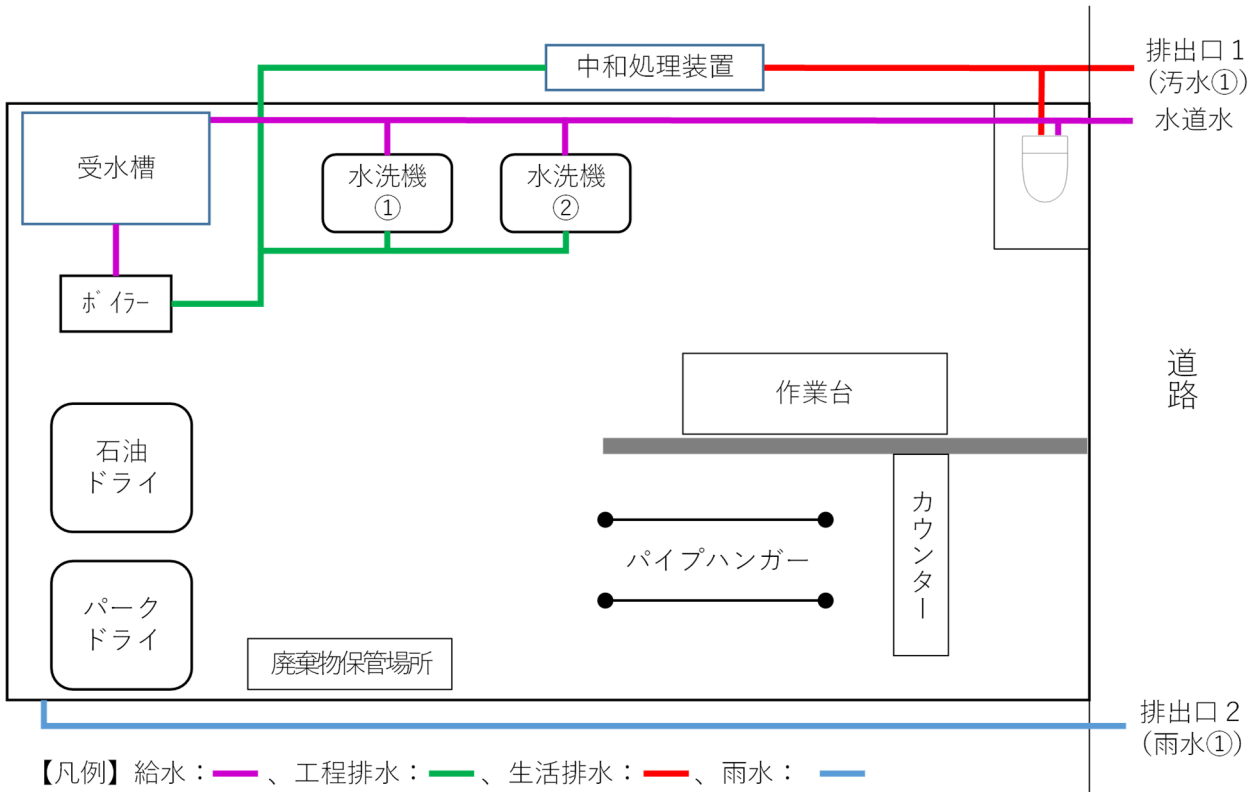 中和処理装置
排出口1
(汚水①)
水道水
受水槽
水洗機
①
水洗機
②
ﾎﾞｲﾗｰ
道路
作業台
石油
ドライ
カウンター
パイプハンガー
パーク
ドライ
廃棄物保管場所
排出口2
(雨水①)
【凡例】給水：、工程排水：、生活排水：、雨水：